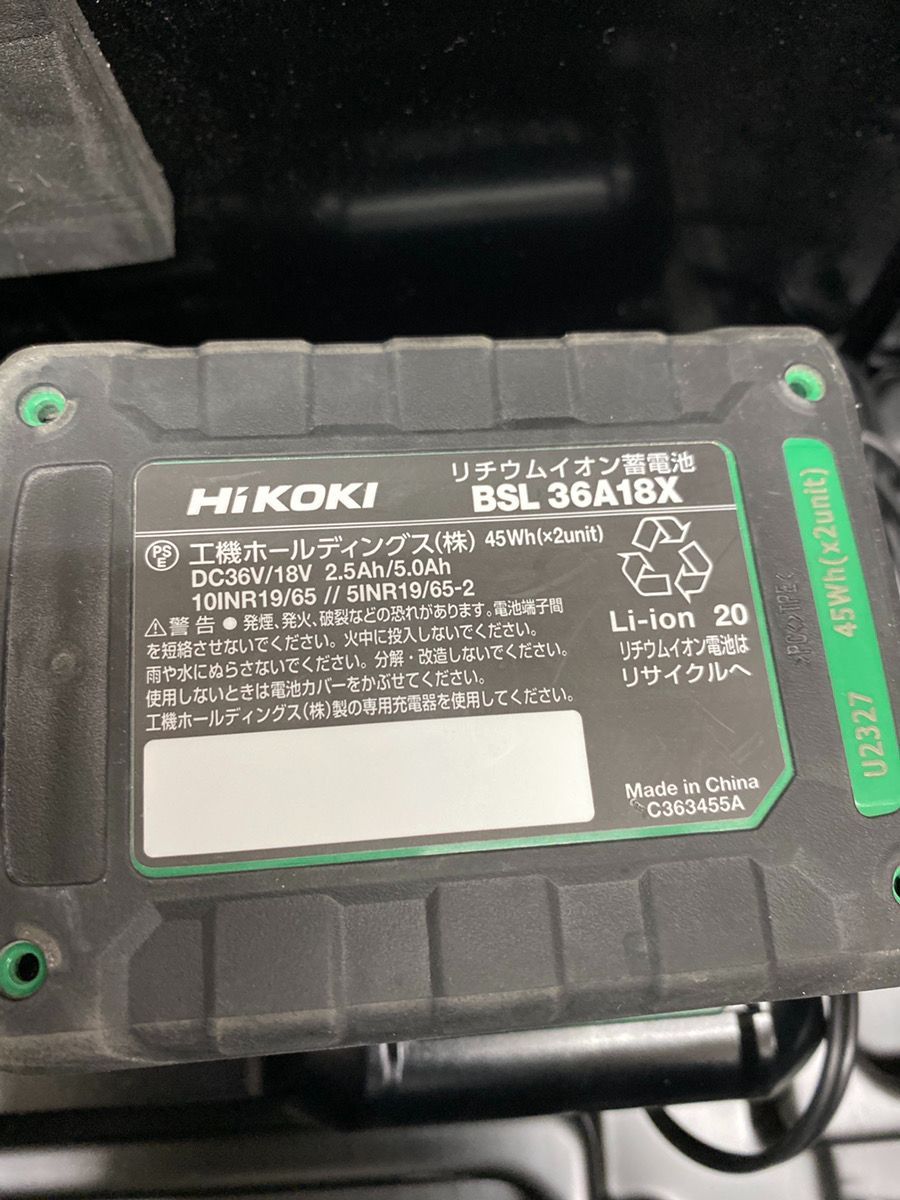 HiKOKI
リチウムイオン蓄電池
BSL 36A18X
PS
E
工機ホールディングス(株) 45Wh(×2unit)
DC36V/18V 2.5Ah/5.0Ah
10INR19/65 // 5INR19/65-2
⚠警告 ●発煙、発火、破裂などの恐れがあります。電池端子間
を短絡させないでください。火中に投入しないでください。
雨や水にぬらさないでください。分解・改造しないでください。
使用しないときは電池カバーをかぶせてください。
工機ホールディングス(株)製の専用充電器を使用してください。
Li-ion 20
リチウムイオン電池は
リサイクルへ
Made in China
C363455A
>PC<>TPE<
U2327 45Wh(x2unit)